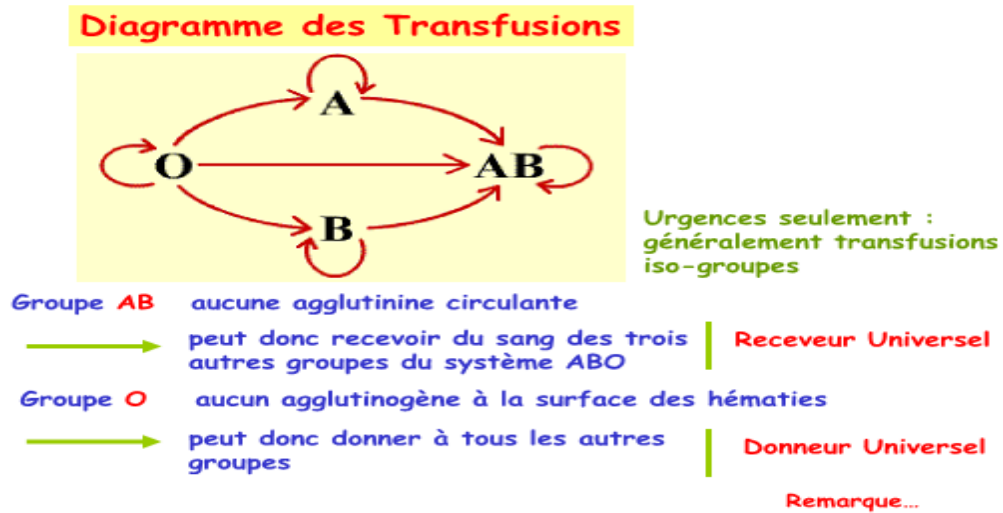 Diagramme des Transfusions
A
O
AB
B
Urgences seulement :
généralement transfusions
iso-groupes
Groupe AB aucune agglutinine circulante
peut donc recevoir du sang des trois
autres groupes du système ABO
Receveur Universel
Groupe O aucun agglutinogène à la surface des hématies
peut donc donner à tous les autres
groupes
Donneur Universel
Remarque...